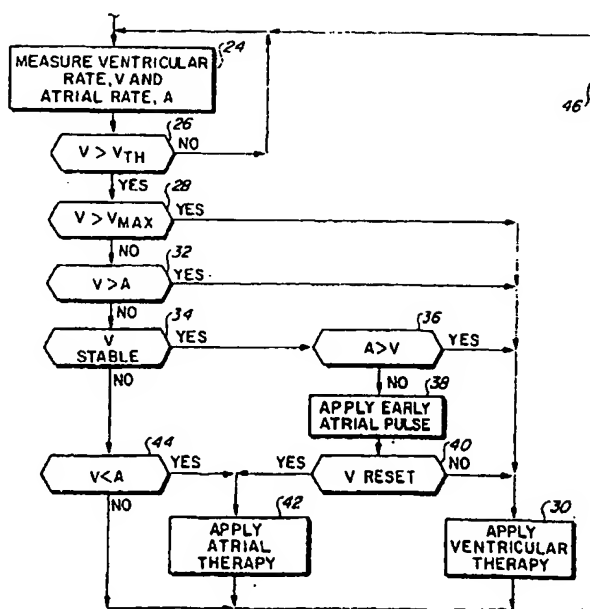 24
MEASURE VENTRICULAR
RATE, V AND
ATRIAL RATE, A
46
26
V > VTH
NO
YES
28
V > VMAX
YES
NO
32
V > A
YES
NO
34
V
STABLE
YES
36
A>V
YES
NO
NO
38
APPLY EARLY
ATRIAL PULSE
44
V<A
YES
NO
40
YES
V RESET
NO
42
APPLY
ATRIAL
THERAPY
30
APPLY
VENTRICULAR
THERAPY